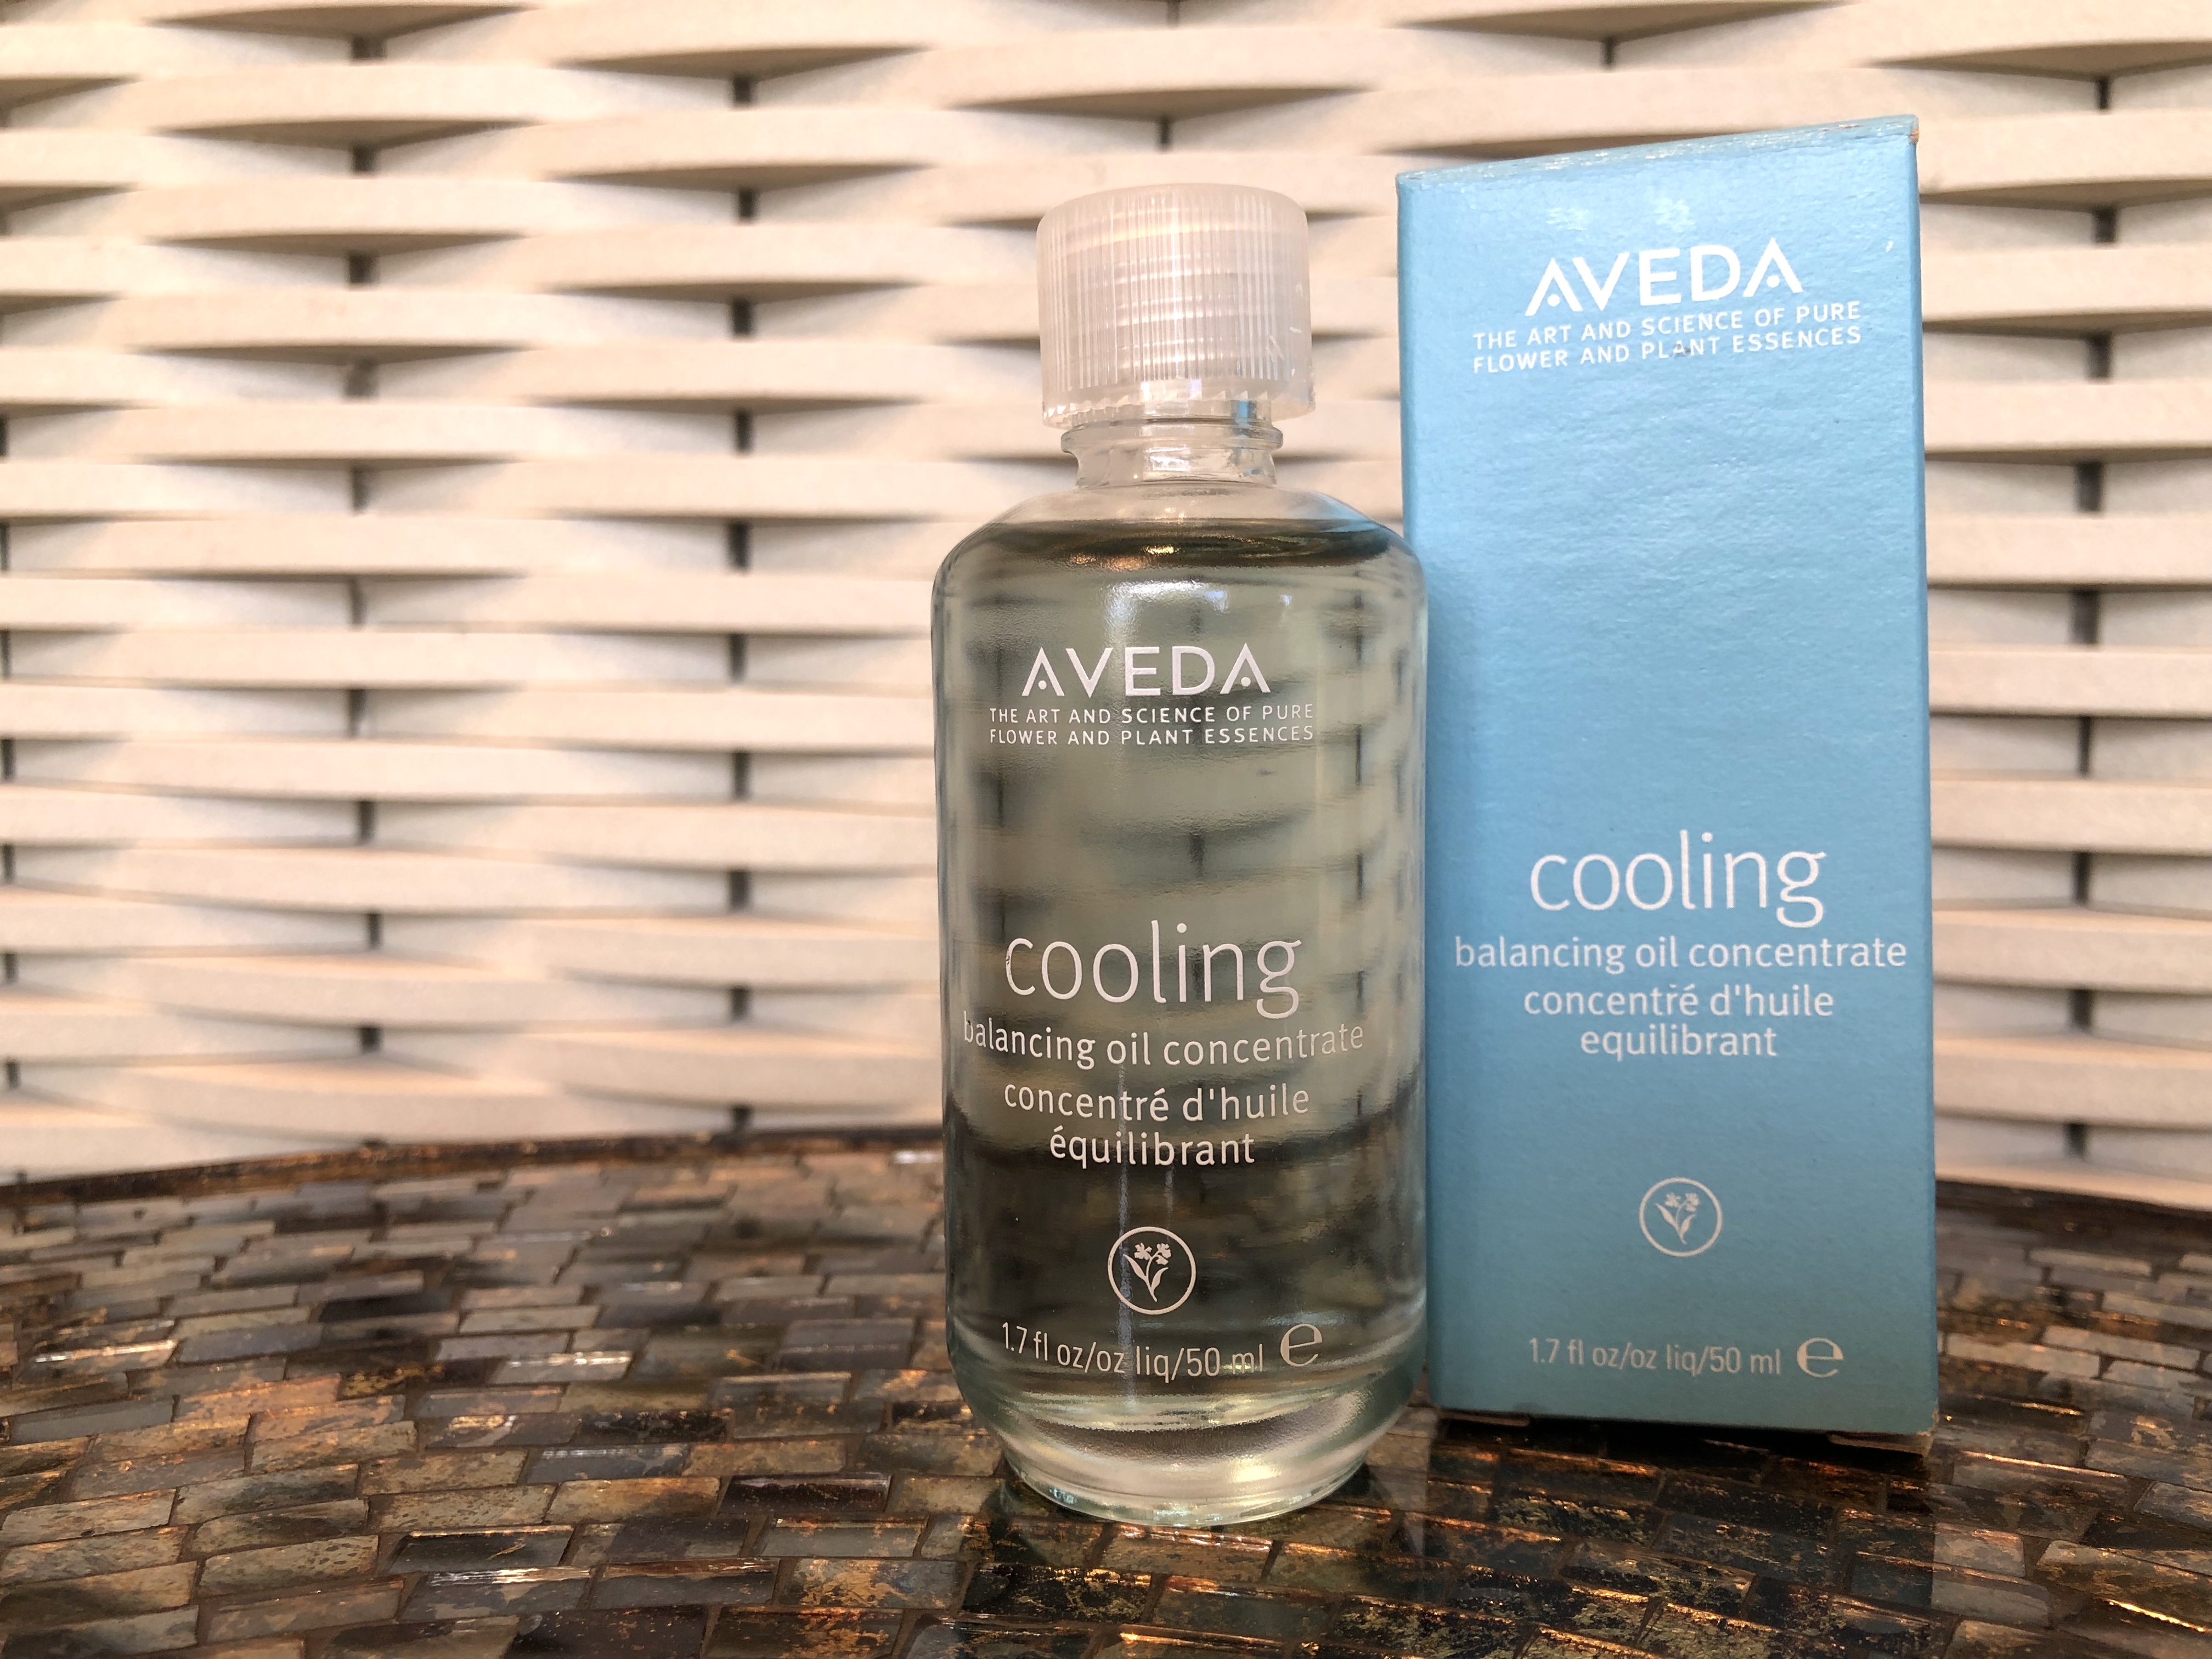 AVEDA
THE ART AND SCIENCE OF PURE
FLOWER AND PLANT ESSENCES
cooling
balancing oil concentrate
concentré d'huile
équilibrant
1.7 fl oz/oz liq/50 ml ℮
AVEDA
THE ART AND SCIENCE OF PURE
FLOWER AND PLANT ESSENCES
cooling
balancing oil concentrate
concentré d'huile
equilibrant
1.7 fl oz/oz liq/50 ml ℮